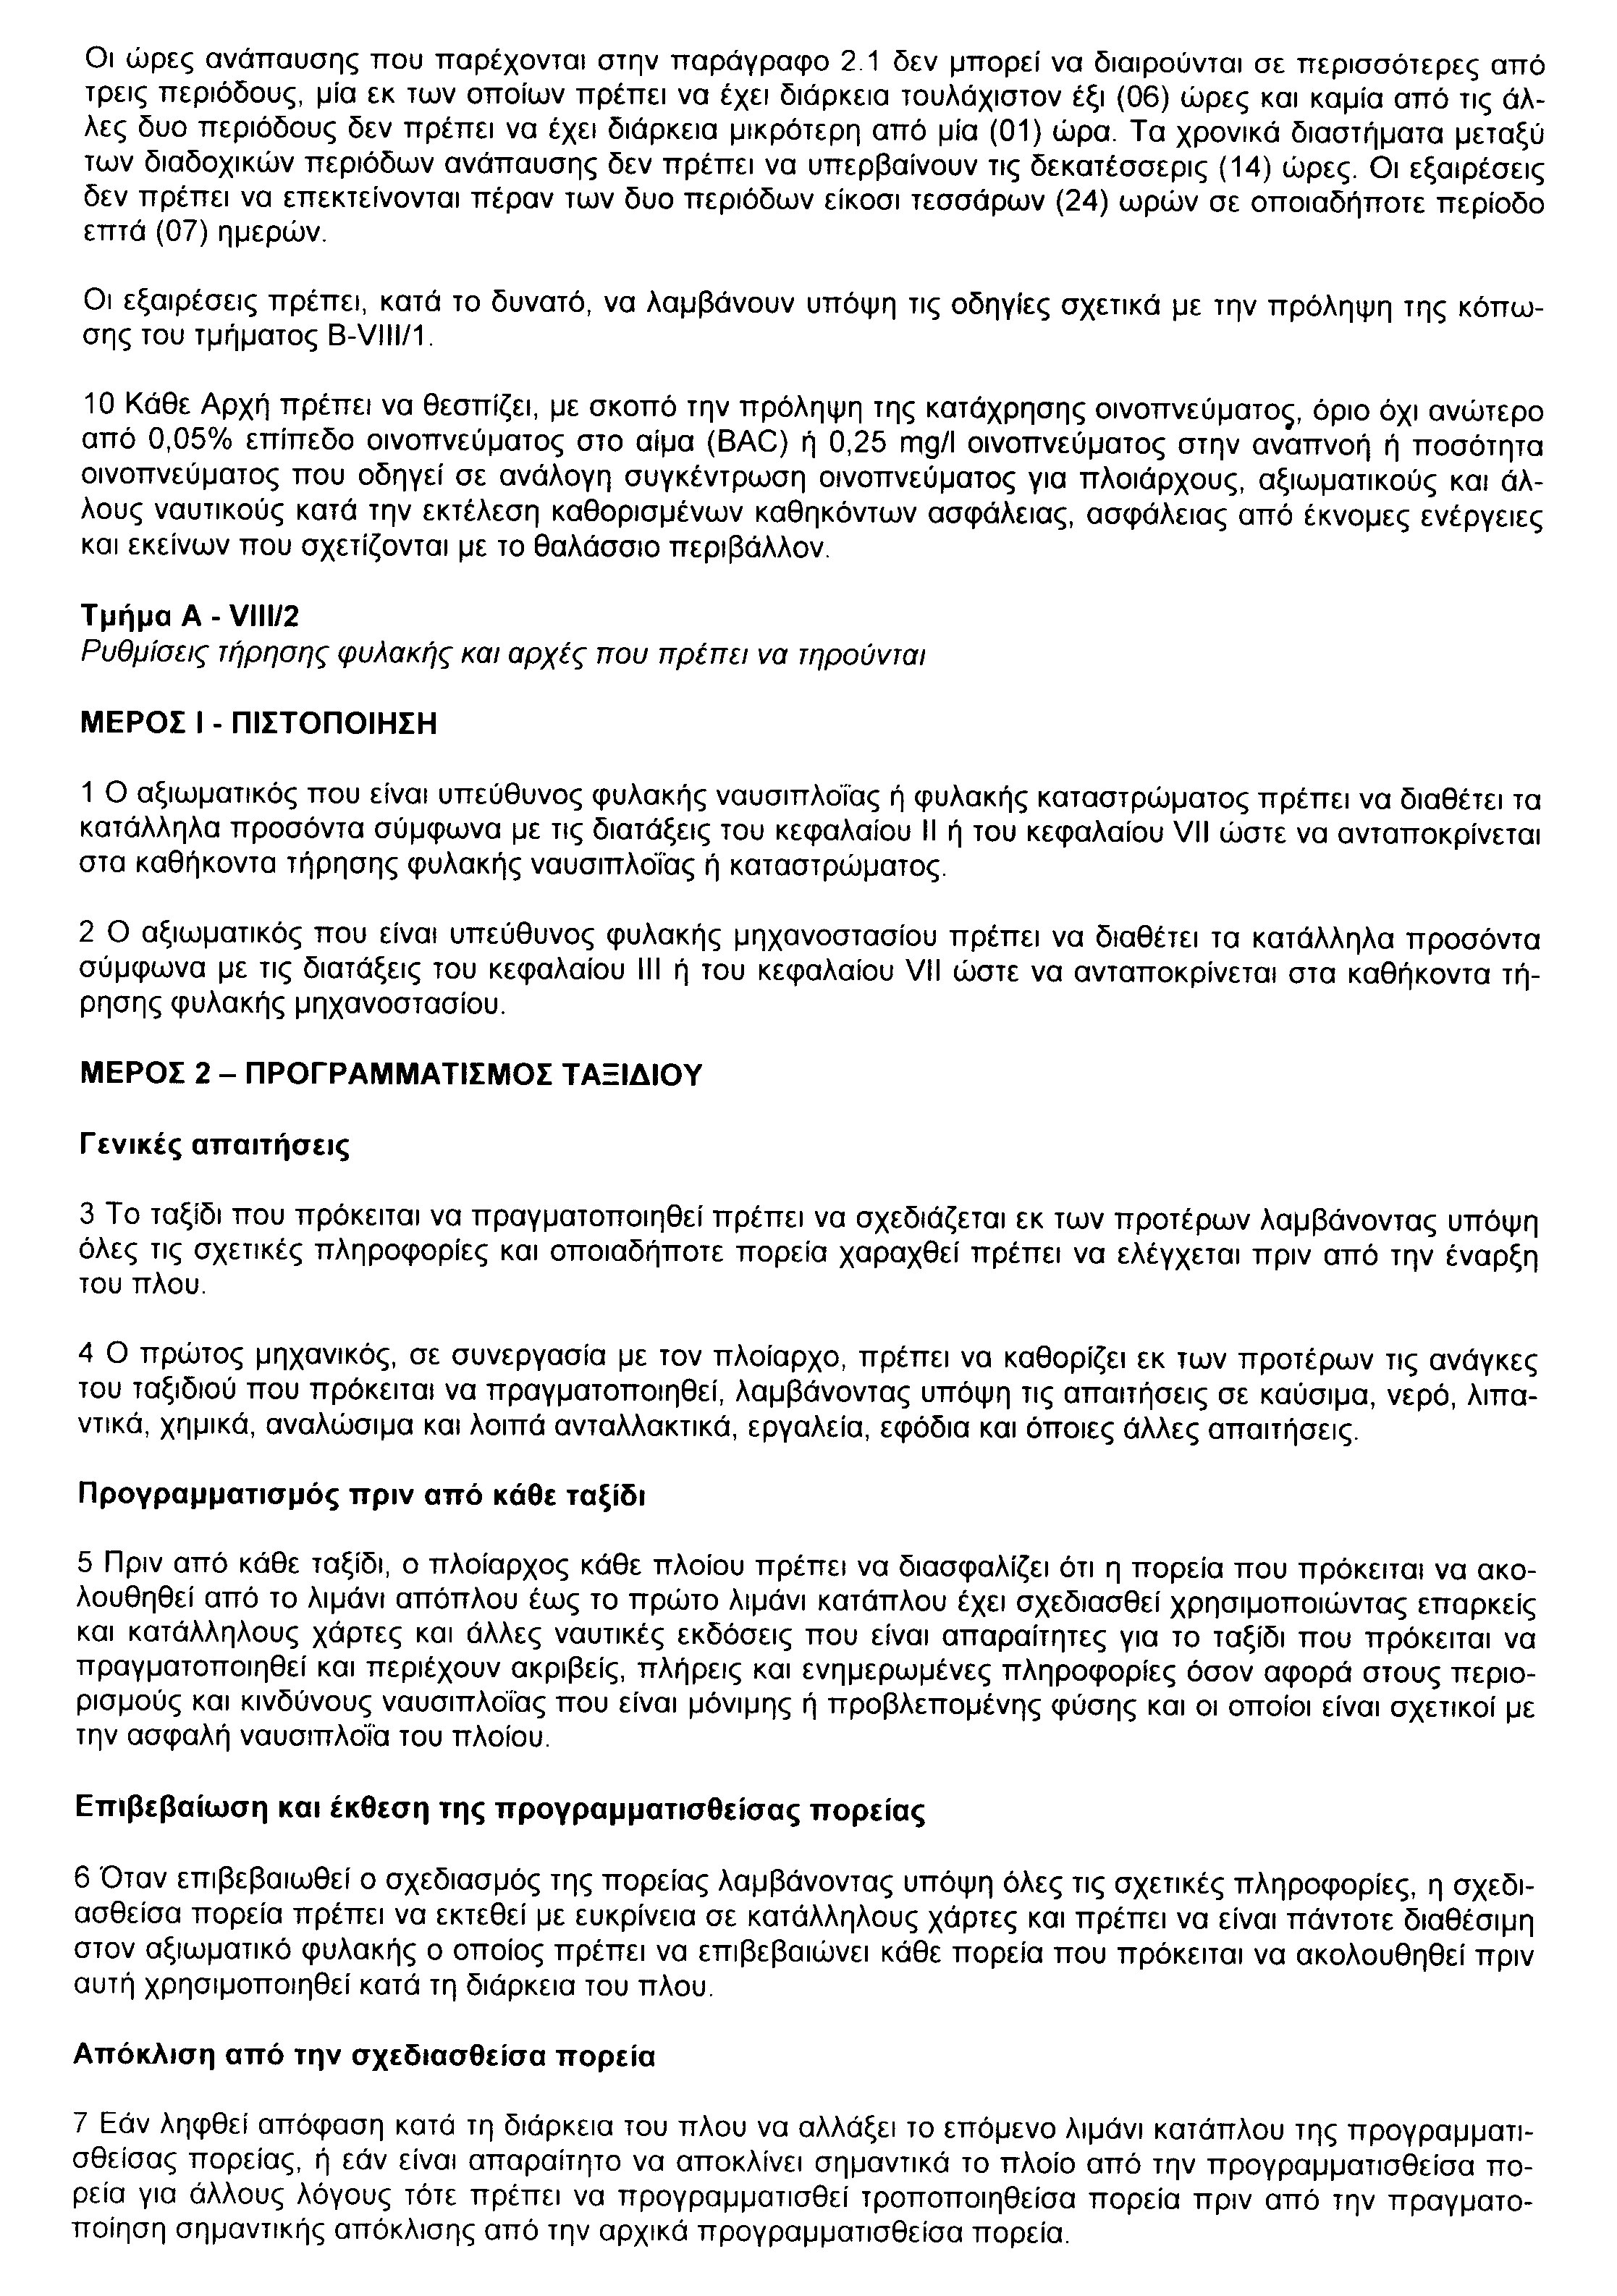 Οι ώρες ανάπαυσης που παρέχονται στην παράγραφο 2.1 δεν μπορεί να διαιρούνται σε περισσότερες από
τρεις περιόδους, μία εκ των οποίων πρέπει να έχει διάρκεια τουλάχιστον έξι (06) ώρες και καμία από τις άλ-
λες δυο περιόδους δεν πρέπει να έχει διάρκεια μικρότερη από μία (01) ώρα. Τα χρονικά διαστήματα μεταξύ
των διαδοχικών περιόδων ανάπαυσης δεν πρέπει να υπερβαίνουν τις δεκατέσσερις (14) ώρες. Οι εξαιρέσεις
δεν πρέπει να επεκτείνονται πέραν των δυο περιόδων είκοσι τεσσάρων (24) ωρών σε οποιαδήποτε περίοδο
επτά (07) ημερών.
Οι εξαιρέσεις πρέπει, κατά το δυνατό, να λαμβάνουν υπόψη τις οδηγίες σχετικά με την πρόληψη της κόπω-
σης του τμήματος B-VIII/1.
10 Κάθε Αρχή πρέπει να θεσπίζει, με σκοπό την πρόληψη της κατάχρησης οινοπνεύματος, όριο όχι ανώτερο
από 0,05% επίπεδο οινοπνεύματος στο αίμα (BAC) ή 0,25 mg/l οινοπνεύματος στην αναπνοή ή ποσότητα
οινοπνεύματος που οδηγεί σε ανάλογη συγκέντρωση οινοπνεύματος για πλοιάρχους, αξιωματικούς και άλ-
λους ναυτικούς κατά την εκτέλεση καθορισμένων καθηκόντων ασφάλειας, ασφάλειας από έκνομες ενέργειες
και εκείνων που σχετίζονται με το θαλάσσιο περιβάλλον.
Τμήμα Α - VIII/2
Ρυθμίσεις τήρησης φυλακής και αρχές που πρέπει να τηρούνται
ΜΕΡΟΣ Ι - ΠΙΣΤΟΠΟΙΗΣΗ
1 Ο αξιωματικός που είναι υπεύθυνος φυλακής ναυσιπλοΐας ή φυλακής καταστρώματος πρέπει να διαθέτει τα
κατάλληλα προσόντα σύμφωνα με τις διατάξεις του κεφαλαίου ΙΙ ή του κεφαλαίου VII ώστε να ανταποκρίνεται
στα καθήκοντα τήρησης φυλακής ναυσιπλοΐας ή καταστρώματος.
2 Ο αξιωματικός που είναι υπεύθυνος φυλακής μηχανοστασίου πρέπει να διαθέτει τα κατάλληλα προσόντα
σύμφωνα με τις διατάξεις του κεφαλαίου ΙΙΙ ή του κεφαλαίου VII ώστε να ανταποκρίνεται στα καθήκοντα τή-
ρησης φυλακής μηχανοστασίου.
ΜΕΡΟΣ 2 – ΠΡΟΓΡΑΜΜΑΤΙΣΜΟΣ ΤΑΞΙΔΙΟΥ
Γενικές απαιτήσεις
3 Το ταξίδι που πρόκειται να πραγματοποιηθεί πρέπει να σχεδιάζεται εκ των προτέρων λαμβάνοντας υπόψη
όλες τις σχετικές πληροφορίες και οποιαδήποτε πορεία χαραχθεί πρέπει να ελέγχεται πριν από την έναρξη
του πλου.
4 Ο πρώτος μηχανικός, σε συνεργασία με τον πλοίαρχο, πρέπει να καθορίζει εκ των προτέρων τις ανάγκες
του ταξιδιού που πρόκειται να πραγματοποιηθεί, λαμβάνοντας υπόψη τις απαιτήσεις σε καύσιμα, νερό, λιπα-
ντικά, χημικά, αναλώσιμα και λοιπά ανταλλακτικά, εργαλεία, εφόδια και όποιες άλλες απαιτήσεις.
Προγραμματισμός πριν από κάθε ταξίδι
5 Πριν από κάθε ταξίδι, ο πλοίαρχος κάθε πλοίου πρέπει να διασφαλίζει ότι η πορεία που πρόκειται να ακο-
λουθηθεί από το λιμάνι απόπλου έως το πρώτο λιμάνι κατάπλου έχει σχεδιασθεί χρησιμοποιώντας επαρκείς
και κατάλληλους χάρτες και άλλες ναυτικές εκδόσεις που είναι απαραίτητες για το ταξίδι που πρόκειται να
πραγματοποιηθεί και περιέχουν ακριβείς, πλήρεις και ενημερωμένες πληροφορίες όσον αφορά στους περιο-
ρισμούς και κινδύνους ναυσιπλοΐας που είναι μόνιμης ή προβλεπομένης φύσης και οι οποίοι είναι σχετικοί με
την ασφαλή ναυσιπλοΐα του πλοίου.
Επιβεβαίωση και έκθεση της προγραμματισθείσας πορείας
6 Όταν επιβεβαιωθεί ο σχεδιασμός της πορείας λαμβάνοντας υπόψη όλες τις σχετικές πληροφορίες, η σχεδι-
ασθείσα πορεία πρέπει να εκτεθεί με ευκρίνεια σε κατάλληλους χάρτες και πρέπει να είναι πάντοτε διαθέσιμη
στον αξιωματικό φυλακής ο οποίος πρέπει να επιβεβαιώνει κάθε πορεία που πρόκειται να ακολουθηθεί πριν
αυτή χρησιμοποιηθεί κατά τη διάρκεια του πλου.
Απόκλιση από την σχεδιασθείσα πορεία
7 Εάν ληφθεί απόφαση κατά τη διάρκεια του πλου να αλλάξει το επόμενο λιμάνι κατάπλου της προγραμματι-
σθείσας πορείας, ή εάν είναι απαραίτητο να αποκλίνει σημαντικά το πλοίο από την προγραμματισθείσα πο-
ρεία για άλλους λόγους τότε πρέπει να προγραμματισθεί τροποποιηθείσα πορεία πριν από την πραγματο-
ποίηση σημαντικής απόκλισης από την αρχικά προγραμματισθείσα πορεία.